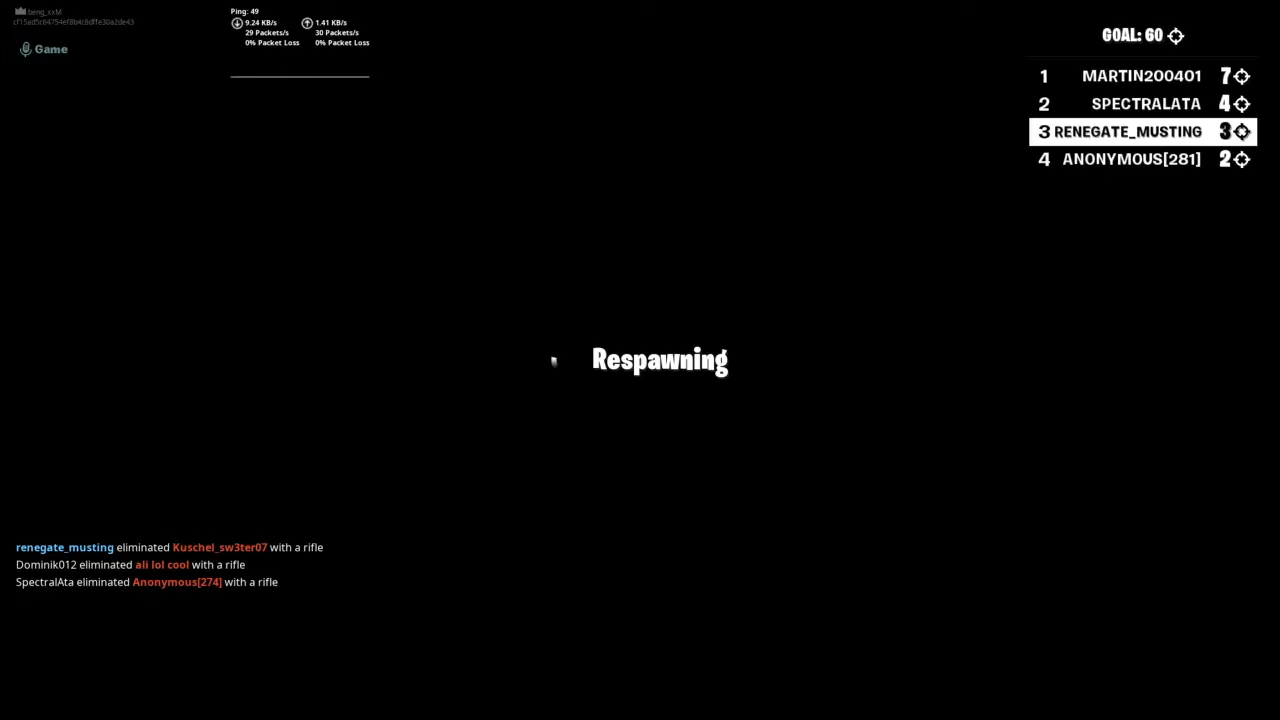 beng_xxM
Ping: 49
9.24 KB/s
1.41 KB/s
29 Packets/s
30 Packets/s
0% Packet Loss
0% Packet Loss
Game
GOAL: 60
1 MARTIN200401 7
2 SPECTRALATA 4
3 RENEGATE_MUSTING 3
4 ANONYMOUS[281] 2
Respawning
renegate_musting eliminated Kuschel_sw3ter07 with a rifle
Dominik012 eliminated ali lol cool with a rifle
SpectralAta eliminated Anonymous[274] with a rifle